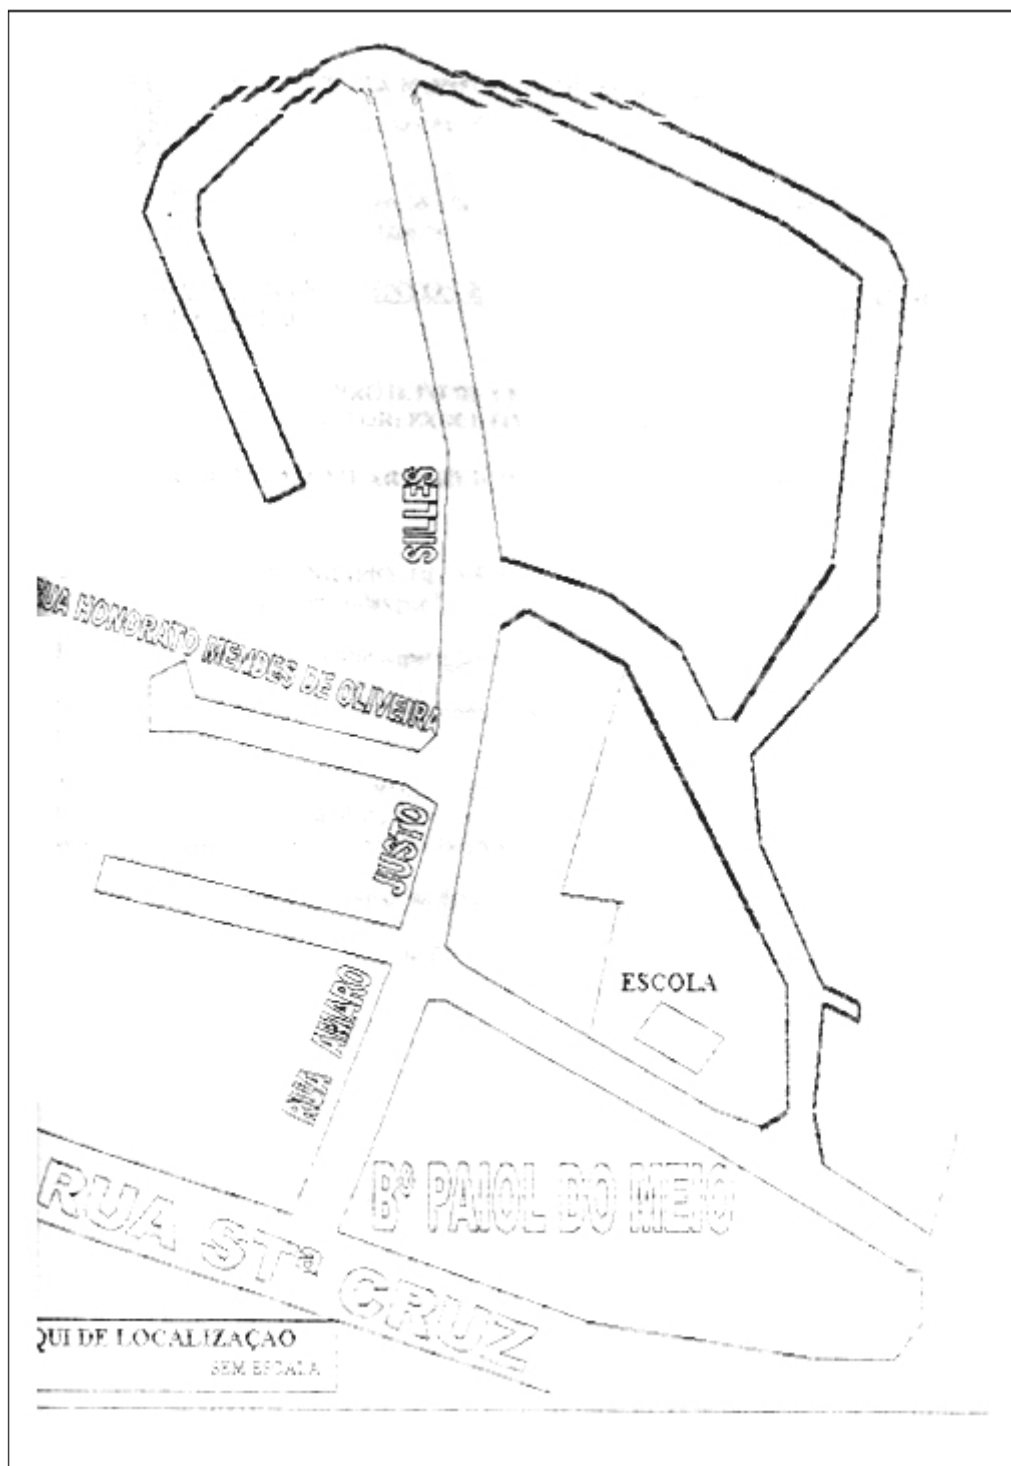 SILLES
RUA HONORATO MENDES DE OLIVEIRA
JUSTO
ESCOLA
RUA AMARO
Bº PAIOL DO MEIO
RUA STª CRUZ
QUI DE LOCALIZAÇAO
SEM ESCALA